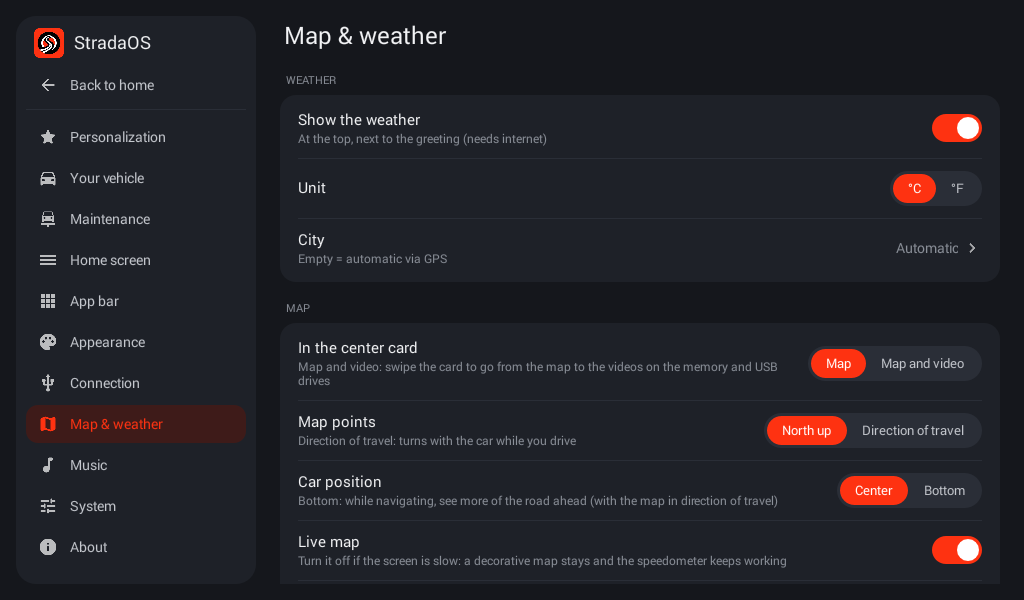 StradaOS
Back to home
Personalization
Your vehicle
Maintenance
Home screen
App bar
Appearance
Connection
Map & weather
Music
System
About
Map & weather
WEATHER
Show the weather
At the top, next to the greeting (needs internet)
Unit
°C
°F
City
Empty = automatic via GPS
Automatic
MAP
In the center card
Map and video: swipe the card to go from the map to the videos on the memory and USB
drives
Map
Map and video
Map points
Direction of travel: turns with the car while you drive
North up
Direction of travel
Car position
Bottom: while navigating, see more of the road ahead (with the map in direction of travel)
Center
Bottom
Live map
Turn it off if the screen is slow: a decorative map stays and the speedometer keeps working